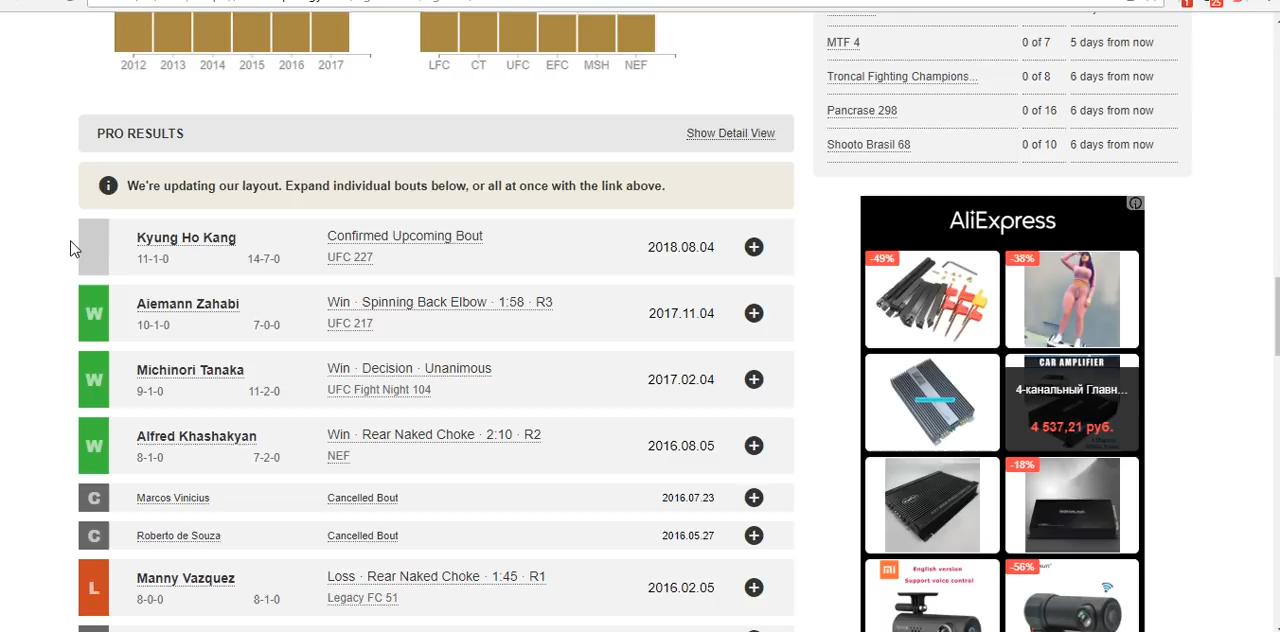 2012 2013 2014 2015 2016 2017
LFC CT UFC EFC MSH NEF
PRO RESULTS Show Detail View
We're updating our layout. Expand individual bouts below, or all at once with the link above.
Kyung Ho Kang Confirmed Upcoming Bout
11-1-0 14-7-0 UFC 227 2018.08.04
W Aiemann Zahabi Win · Spinning Back Elbow · 1:58 · R3
10-1-0 7-0-0 UFC 217 2017.11.04
W Michinori Tanaka Win · Decision · Unanimous
9-1-0 11-2-0 UFC Fight Night 104 2017.02.04
W Alfred Khashakyan Win · Rear Naked Choke · 2:10 · R2
8-1-0 7-2-0 NEF 2016.08.05
C Marcos Vinicius Cancelled Bout 2016.07.23
C Roberto de Souza Cancelled Bout 2016.05.27
L Manny Vazquez Loss · Rear Naked Choke · 1:45 · R1
8-0-0 8-1-0 Legacy FC 51 2016.02.05
MTF 4 0 of 7 5 days from now
Troncal Fighting Champions... 0 of 8 6 days from now
Pancrase 298 0 of 16 6 days from now
Shooto Brasil 68 0 of 10 6 days from now
AliExpress
-49% -38%
CAR AMPLIFIER
4-канальный Главн...
4 537,21 руб.
-18%
mi English version
Support voice control
-56%